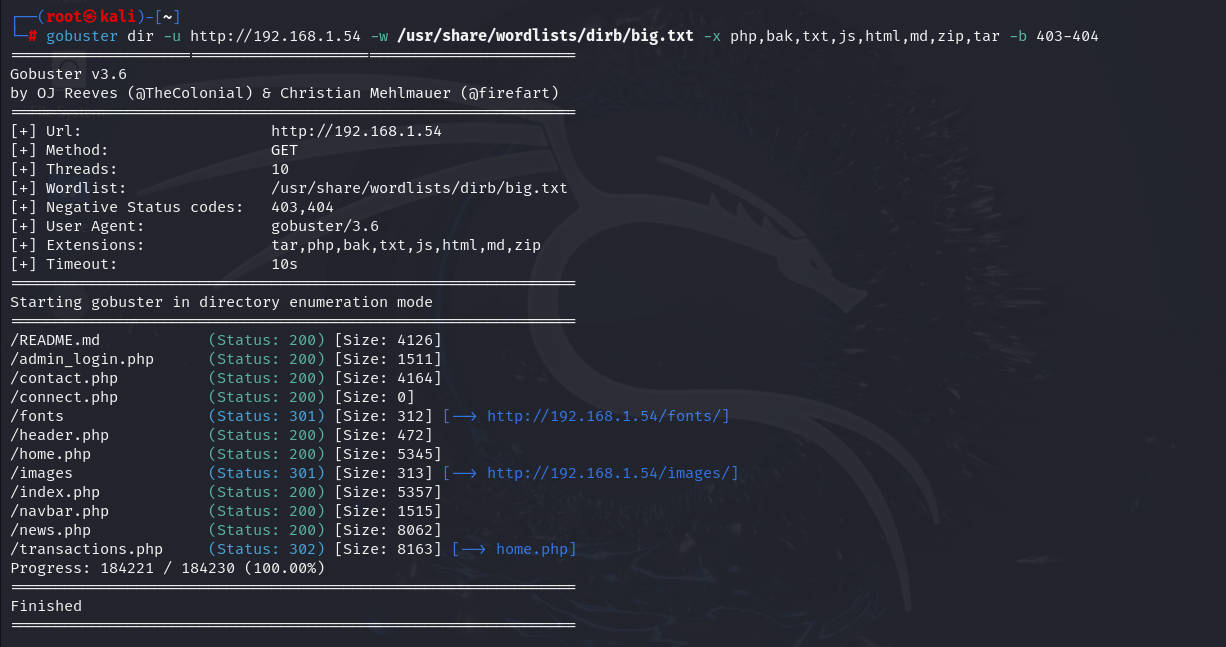 ┌──(root㉿kali)-[~]
└─# gobuster dir -u http://192.168.1.54 -w /usr/share/wordlists/dirb/big.txt -x php,bak,txt,js,html,md,zip,tar -b 403-404
===============================================================
Gobuster v3.6
by OJ Reeves (@TheColonial) & Christian Mehlmauer (@firefart)
===============================================================
[+] Url:                     http://192.168.1.54
[+] Method:                  GET
[+] Threads:                 10
[+] Wordlist:                /usr/share/wordlists/dirb/big.txt
[+] Negative Status codes:   403,404
[+] User Agent:              gobuster/3.6
[+] Extensions:              tar,php,bak,txt,js,html,md,zip
[+] Timeout:                 10s
===============================================================
Starting gobuster in directory enumeration mode
===============================================================
/README.md            (Status: 200) [Size: 4126]
/admin_login.php      (Status: 200) [Size: 1511]
/contact.php          (Status: 200) [Size: 4164]
/connect.php          (Status: 200) [Size: 0]
/fonts                (Status: 301) [Size: 312] [--> http://192.168.1.54/fonts/]
/header.php           (Status: 200) [Size: 472]
/home.php             (Status: 200) [Size: 5345]
/images               (Status: 301) [Size: 313] [--> http://192.168.1.54/images/]
/index.php            (Status: 200) [Size: 5357]
/navbar.php           (Status: 200) [Size: 1515]
/news.php             (Status: 200) [Size: 8062]
/transactions.php     (Status: 302) [Size: 8163] [--> home.php]
Progress: 184221 / 184230 (100.00%)
===============================================================
Finished
===============================================================